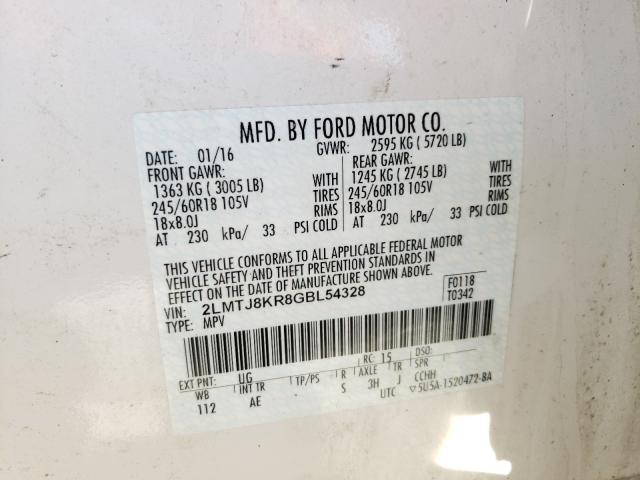 MFD. BY FORD MOTOR CO.
DATE: 01/16 GVWR: 2595 KG ( 5720 LB)
FRONT GAWR: REAR GAWR:
1363 KG ( 3005 LB) WITH 1245 KG ( 2745 LB) WITH
245/60R18 105V TIRES 245/60R18 105V TIRES
18x8.0J RIMS 18x8.0J RIMS
AT 230 kPa/ 33 PSI COLD AT 230 kPa/ 33 PSI COLD
THIS VEHICLE CONFORMS TO ALL APPLICABLE FEDERAL MOTOR
VEHICLE SAFETY AND THEFT PREVENTION STANDARDS IN
EFFECT ON THE DATE OF MANUFACTURE SHOWN ABOVE.
VIN: 2LMTJ8KR8GBL54328 F0118
TYPE: MPV T0342
EXT PNT: UG RC: 15 DSO:
WB INT TR TP/PS R AXLE TR SPR
112 AE S 3H J CCHH
UTC ▽5U5A-1520472-BA